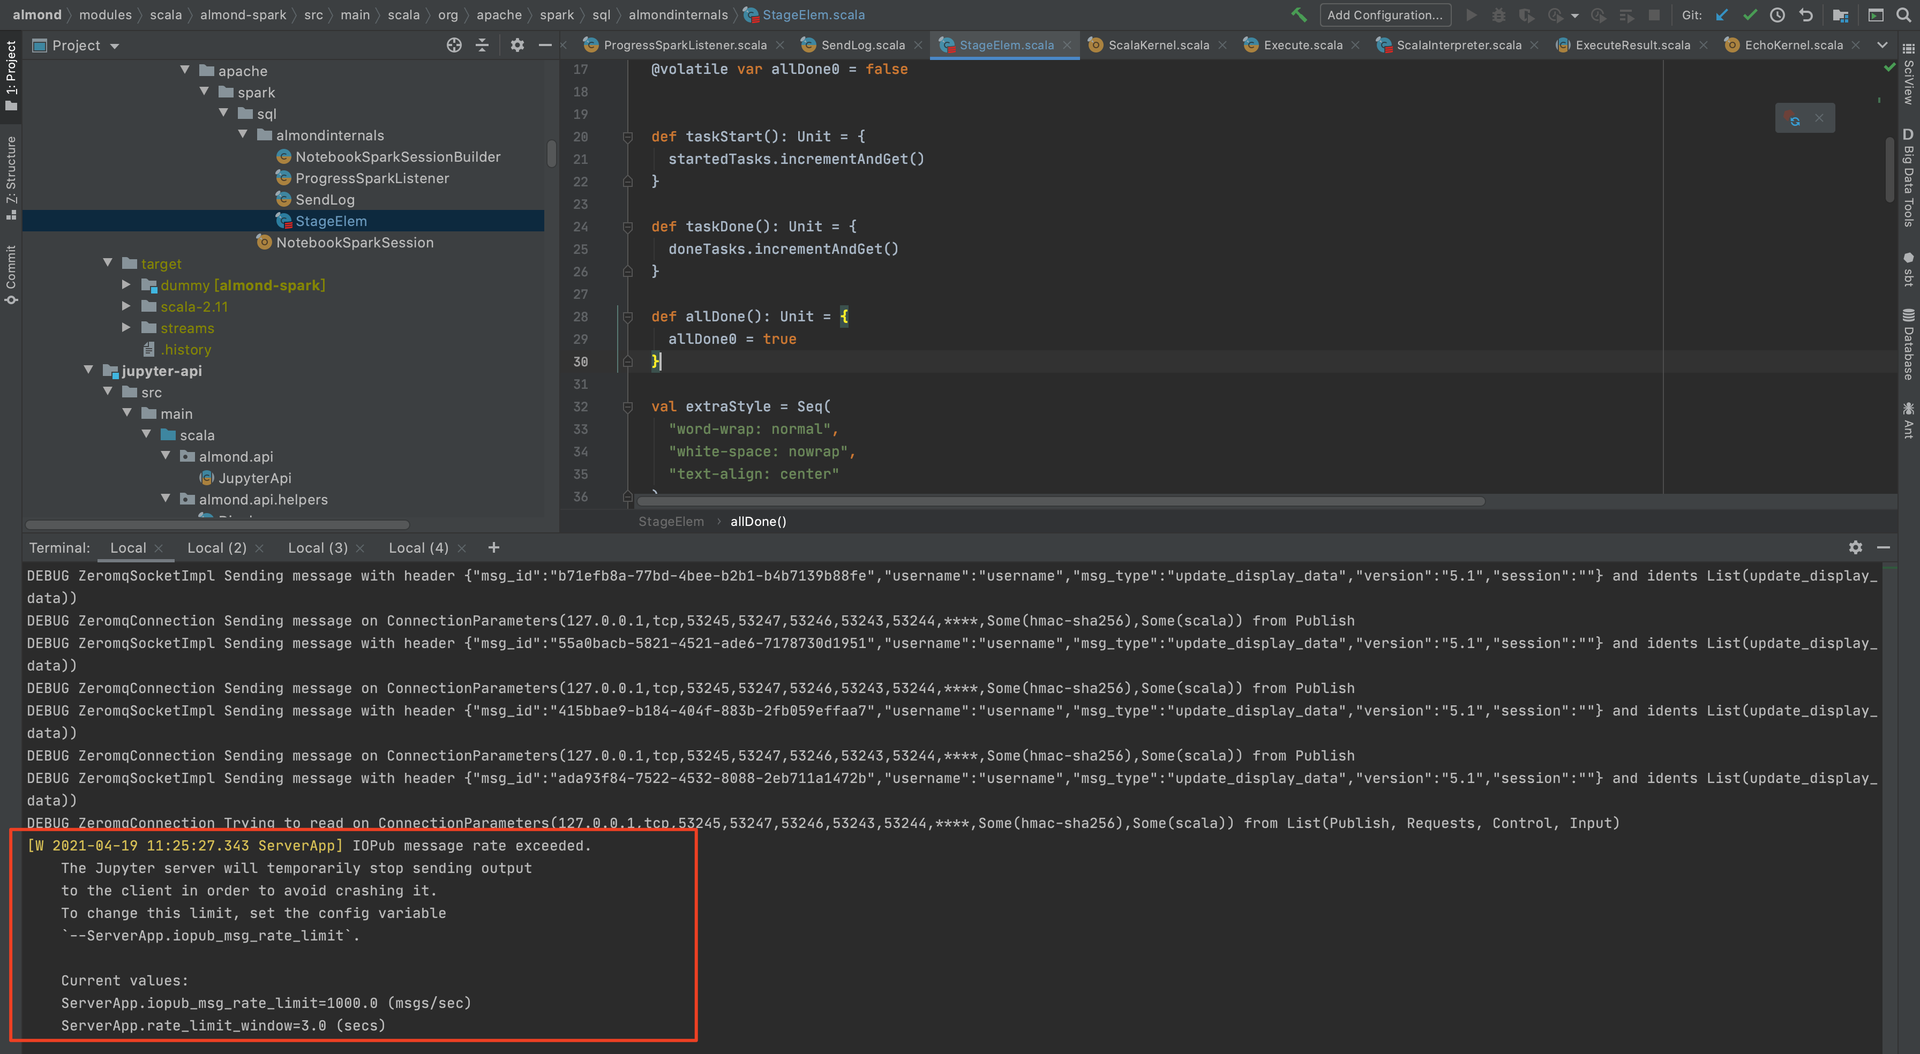 almond modules scala almond-spark src main scala org apache spark sql almondinternals StageElem.scala Add Configuration... Git:
1: Project
Z: Structure
Commit
Project
apache
spark
sql
almondinternals
NotebookSparkSessionBuilder
ProgressSparkListener
SendLog
StageElem
NotebookSparkSession
target
dummy [almond-spark]
scala-2.11
streams
.history
jupyter-api
src
main
scala
almond.api
JupyterApi
almond.api.helpers
ProgressSparkListener.scala SendLog.scala StageElem.scala ScalaKernel.scala Execute.scala ScalaInterpreter.scala ExecuteResult.scala EchoKernel.scala
17 @volatile var allDone0 = false
18
19
20 def taskStart(): Unit = {
21 startedTasks.incrementAndGet()
22 }
23
24 def taskDone(): Unit = {
25 doneTasks.incrementAndGet()
26 }
27
28 def allDone(): Unit = {
29 allDone0 = true
30 }
31
32 val extraStyle = Seq(
33 "word-wrap: normal",
34 "white-space: nowrap",
35 "text-align: center"
36 )
StageElem allDone()
SciView
D Big Data Tools
sbt
Database
Ant
Terminal: Local Local (2) Local (3) Local (4) +
DEBUG ZeromqSocketImpl Sending message with header {"msg_id":"b71efb8a-77bd-4bee-b2b1-b4b7139b88fe","username":"username","msg_type":"update_display_data","version":"5.1","session":""} and idents List(update_display_
data))
DEBUG ZeromqConnection Sending message on ConnectionParameters(127.0.0.1,tcp,53245,53247,53246,53243,53244,****,Some(hmac-sha256),Some(scala)) from Publish
DEBUG ZeromqSocketImpl Sending message with header {"msg_id":"55a0bacb-5821-4521-ade6-7178730d1951","username":"username","msg_type":"update_display_data","version":"5.1","session":""} and idents List(update_display_
data))
DEBUG ZeromqConnection Sending message on ConnectionParameters(127.0.0.1,tcp,53245,53247,53246,53243,53244,****,Some(hmac-sha256),Some(scala)) from Publish
DEBUG ZeromqSocketImpl Sending message with header {"msg_id":"415bbae9-b184-404f-883b-2fb059effaa7","username":"username","msg_type":"update_display_data","version":"5.1","session":""} and idents List(update_display_
data))
DEBUG ZeromqConnection Sending message on ConnectionParameters(127.0.0.1,tcp,53245,53247,53246,53243,53244,****,Some(hmac-sha256),Some(scala)) from Publish
DEBUG ZeromqSocketImpl Sending message with header {"msg_id":"ada93f84-7522-4532-8088-2eb711a1472b","username":"username","msg_type":"update_display_data","version":"5.1","session":""} and idents List(update_display_
data))
DEBUG ZeromqConnection Trying to read on ConnectionParameters(127.0.0.1,tcp,53245,53247,53246,53243,53244,****,Some(hmac-sha256),Some(scala)) from List(Publish, Requests, Control, Input)
[W 2021-04-19 11:25:27.343 ServerApp] IOPub message rate exceeded.
The Jupyter server will temporarily stop sending output
to the client in order to avoid crashing it.
To change this limit, set the config variable
`--ServerApp.iopub_msg_rate_limit`.
Current values:
ServerApp.iopub_msg_rate_limit=1000.0 (msgs/sec)
ServerApp.rate_limit_window=3.0 (secs)